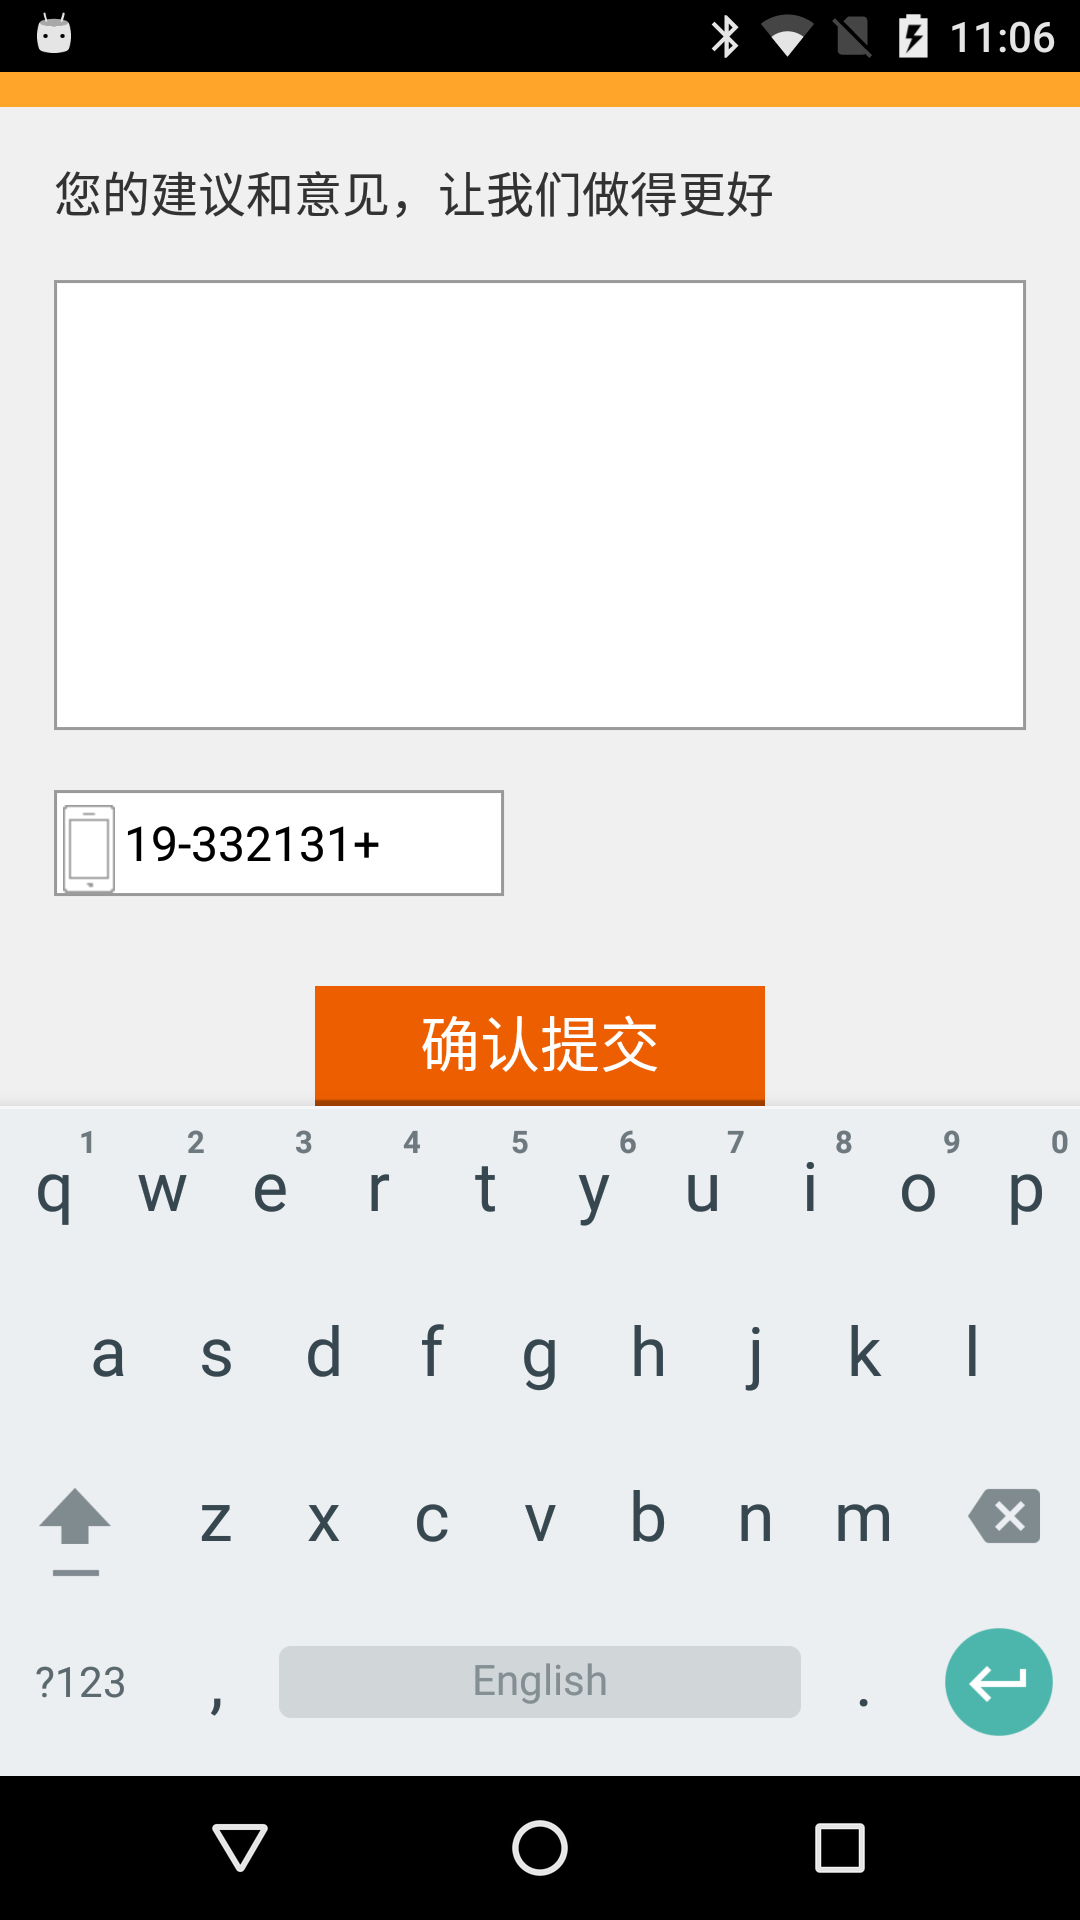 11:06
您的建议和意见，让我们做得更好
19-332131+
确认提交
1 2 3 4 5 6 7 8 9 0
q w e r t y u i o p
a s d f g h j k l
z x c v b n m
?123 , English .